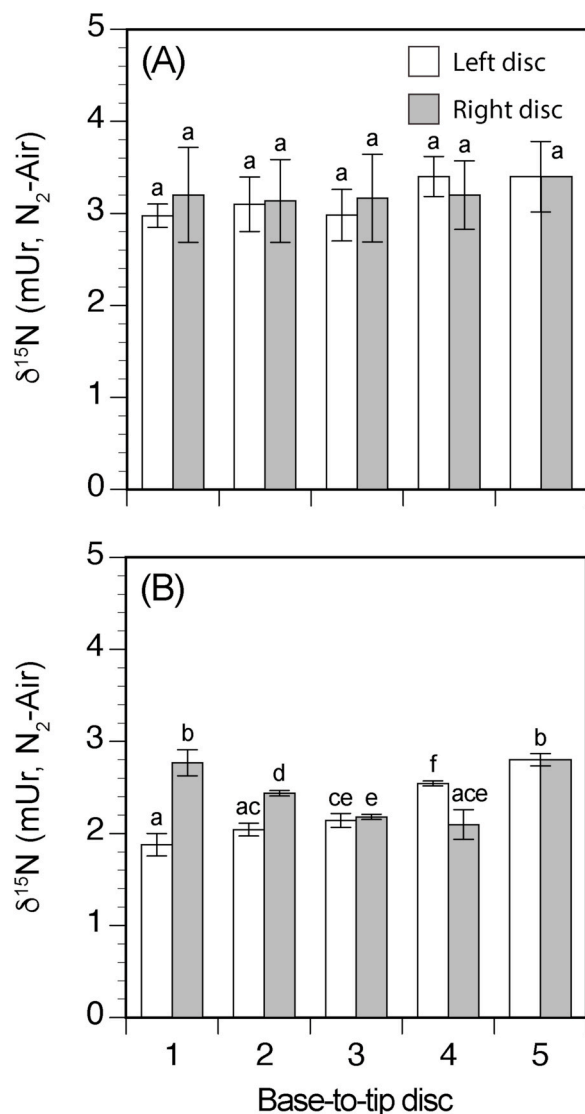 (A)
Left disc
Right disc
δ¹⁵N (mUr, N₂-Air)
5
4
3
2
1
0
a a a a a a a a a
(B)
δ¹⁵N (mUr, N₂-Air)
5
4
3
2
1
0
a b ac d ce e f ace b
1 2 3 4 5
Base-to-tip disc